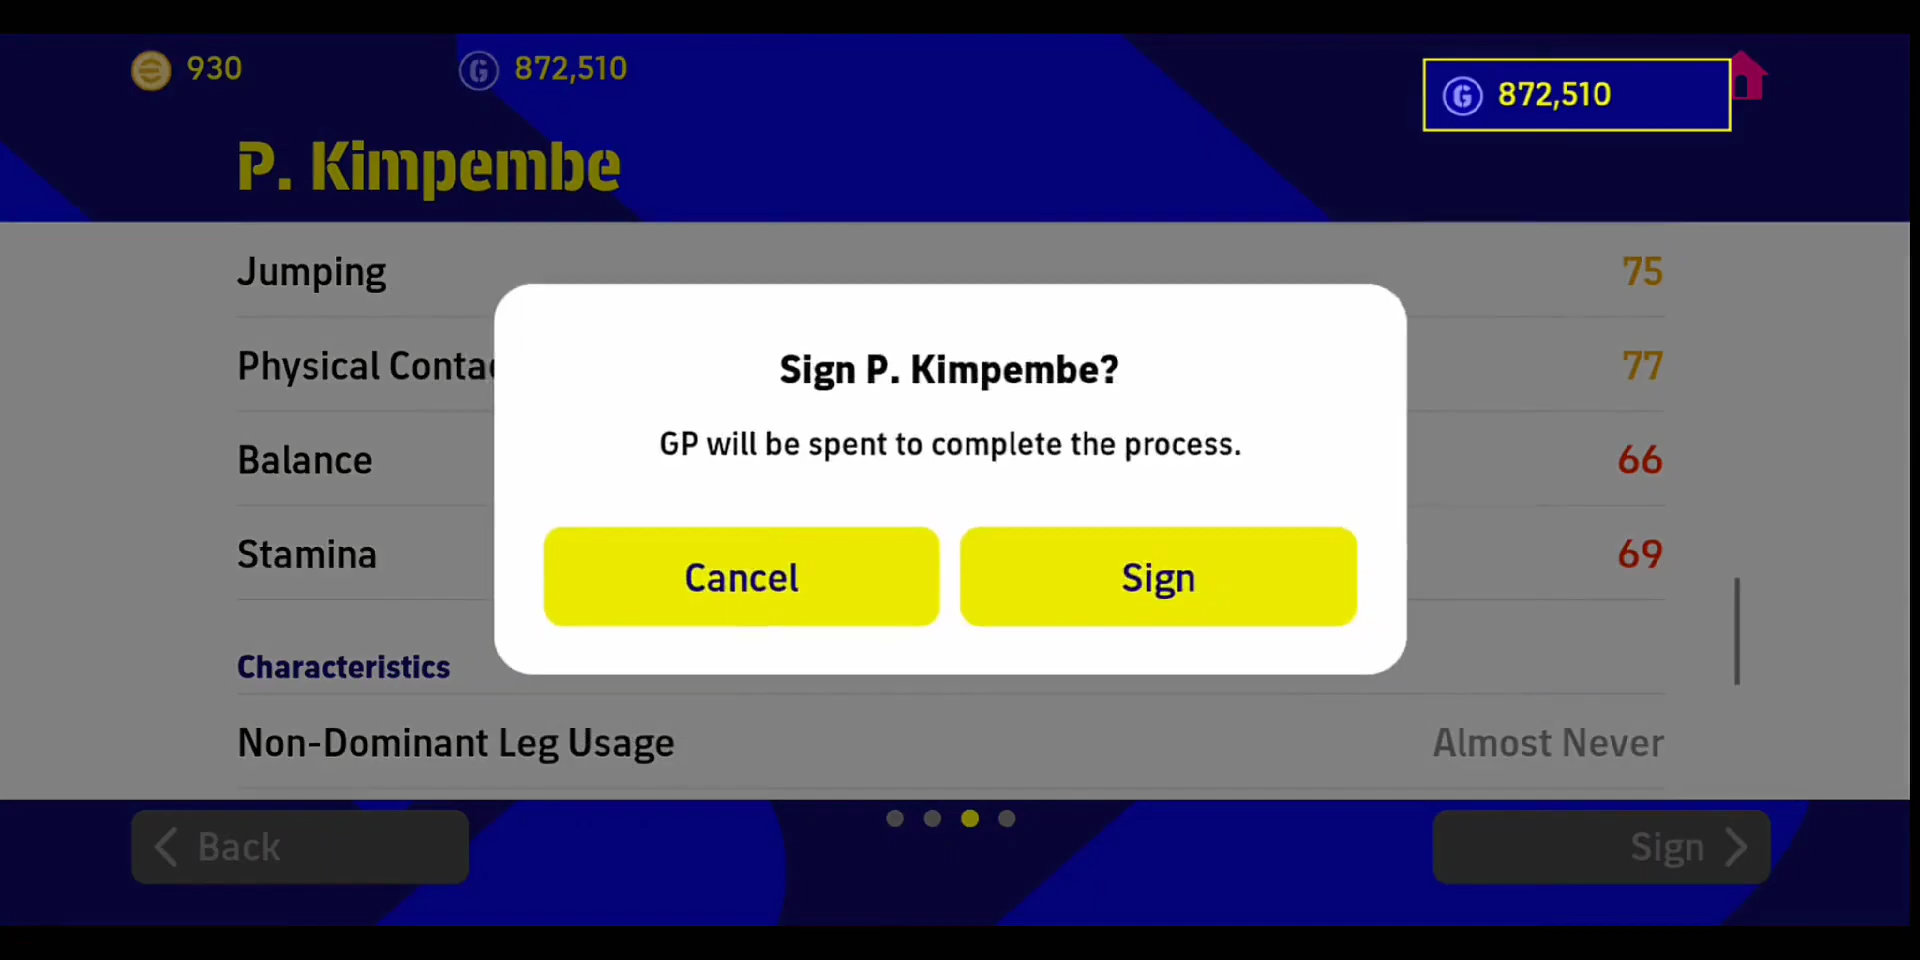 930
872,510
872,510
P. Kimpembe
Jumping 75
Physical Conta 77
Balance 66
Stamina 69
Sign P. Kimpembe?
GP will be spent to complete the process.
Cancel Sign
Characteristics
Non-Dominant Leg Usage Almost Never
Back Sign